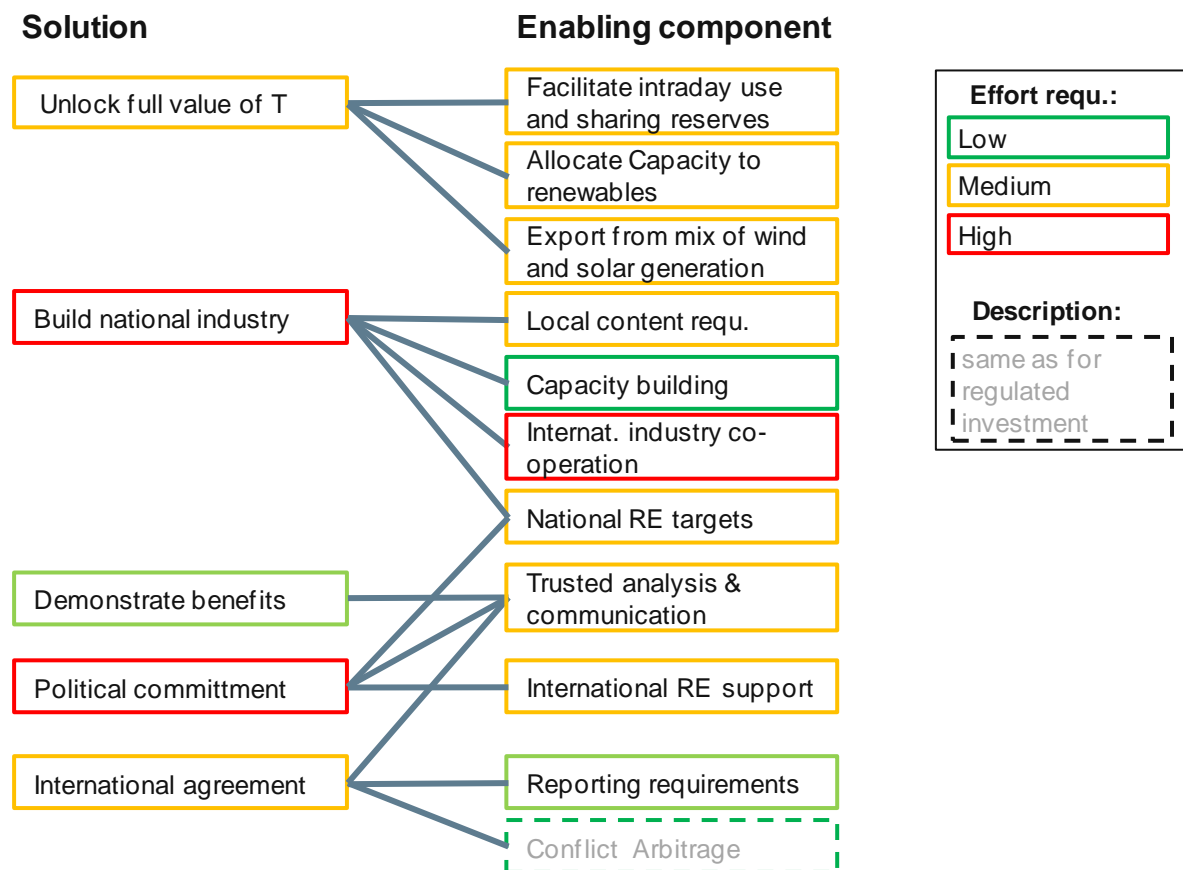 Solution
Enabling component
Unlock full value of T
Facilitate intraday use
and sharing reserves
Allocate Capacity to
renewables
Export from mix of wind
and solar generation
Build national industry
Local content requ.
Capacity building
Internat. industry co-
operation
National RE targets
Demonstrate benefits
Trusted analysis &
communication
Political committment
International RE support
International agreement
Reporting requirements
Conflict Arbitrage
Effort requ.:
Low
Medium
High
Description:
same as for
regulated
investment